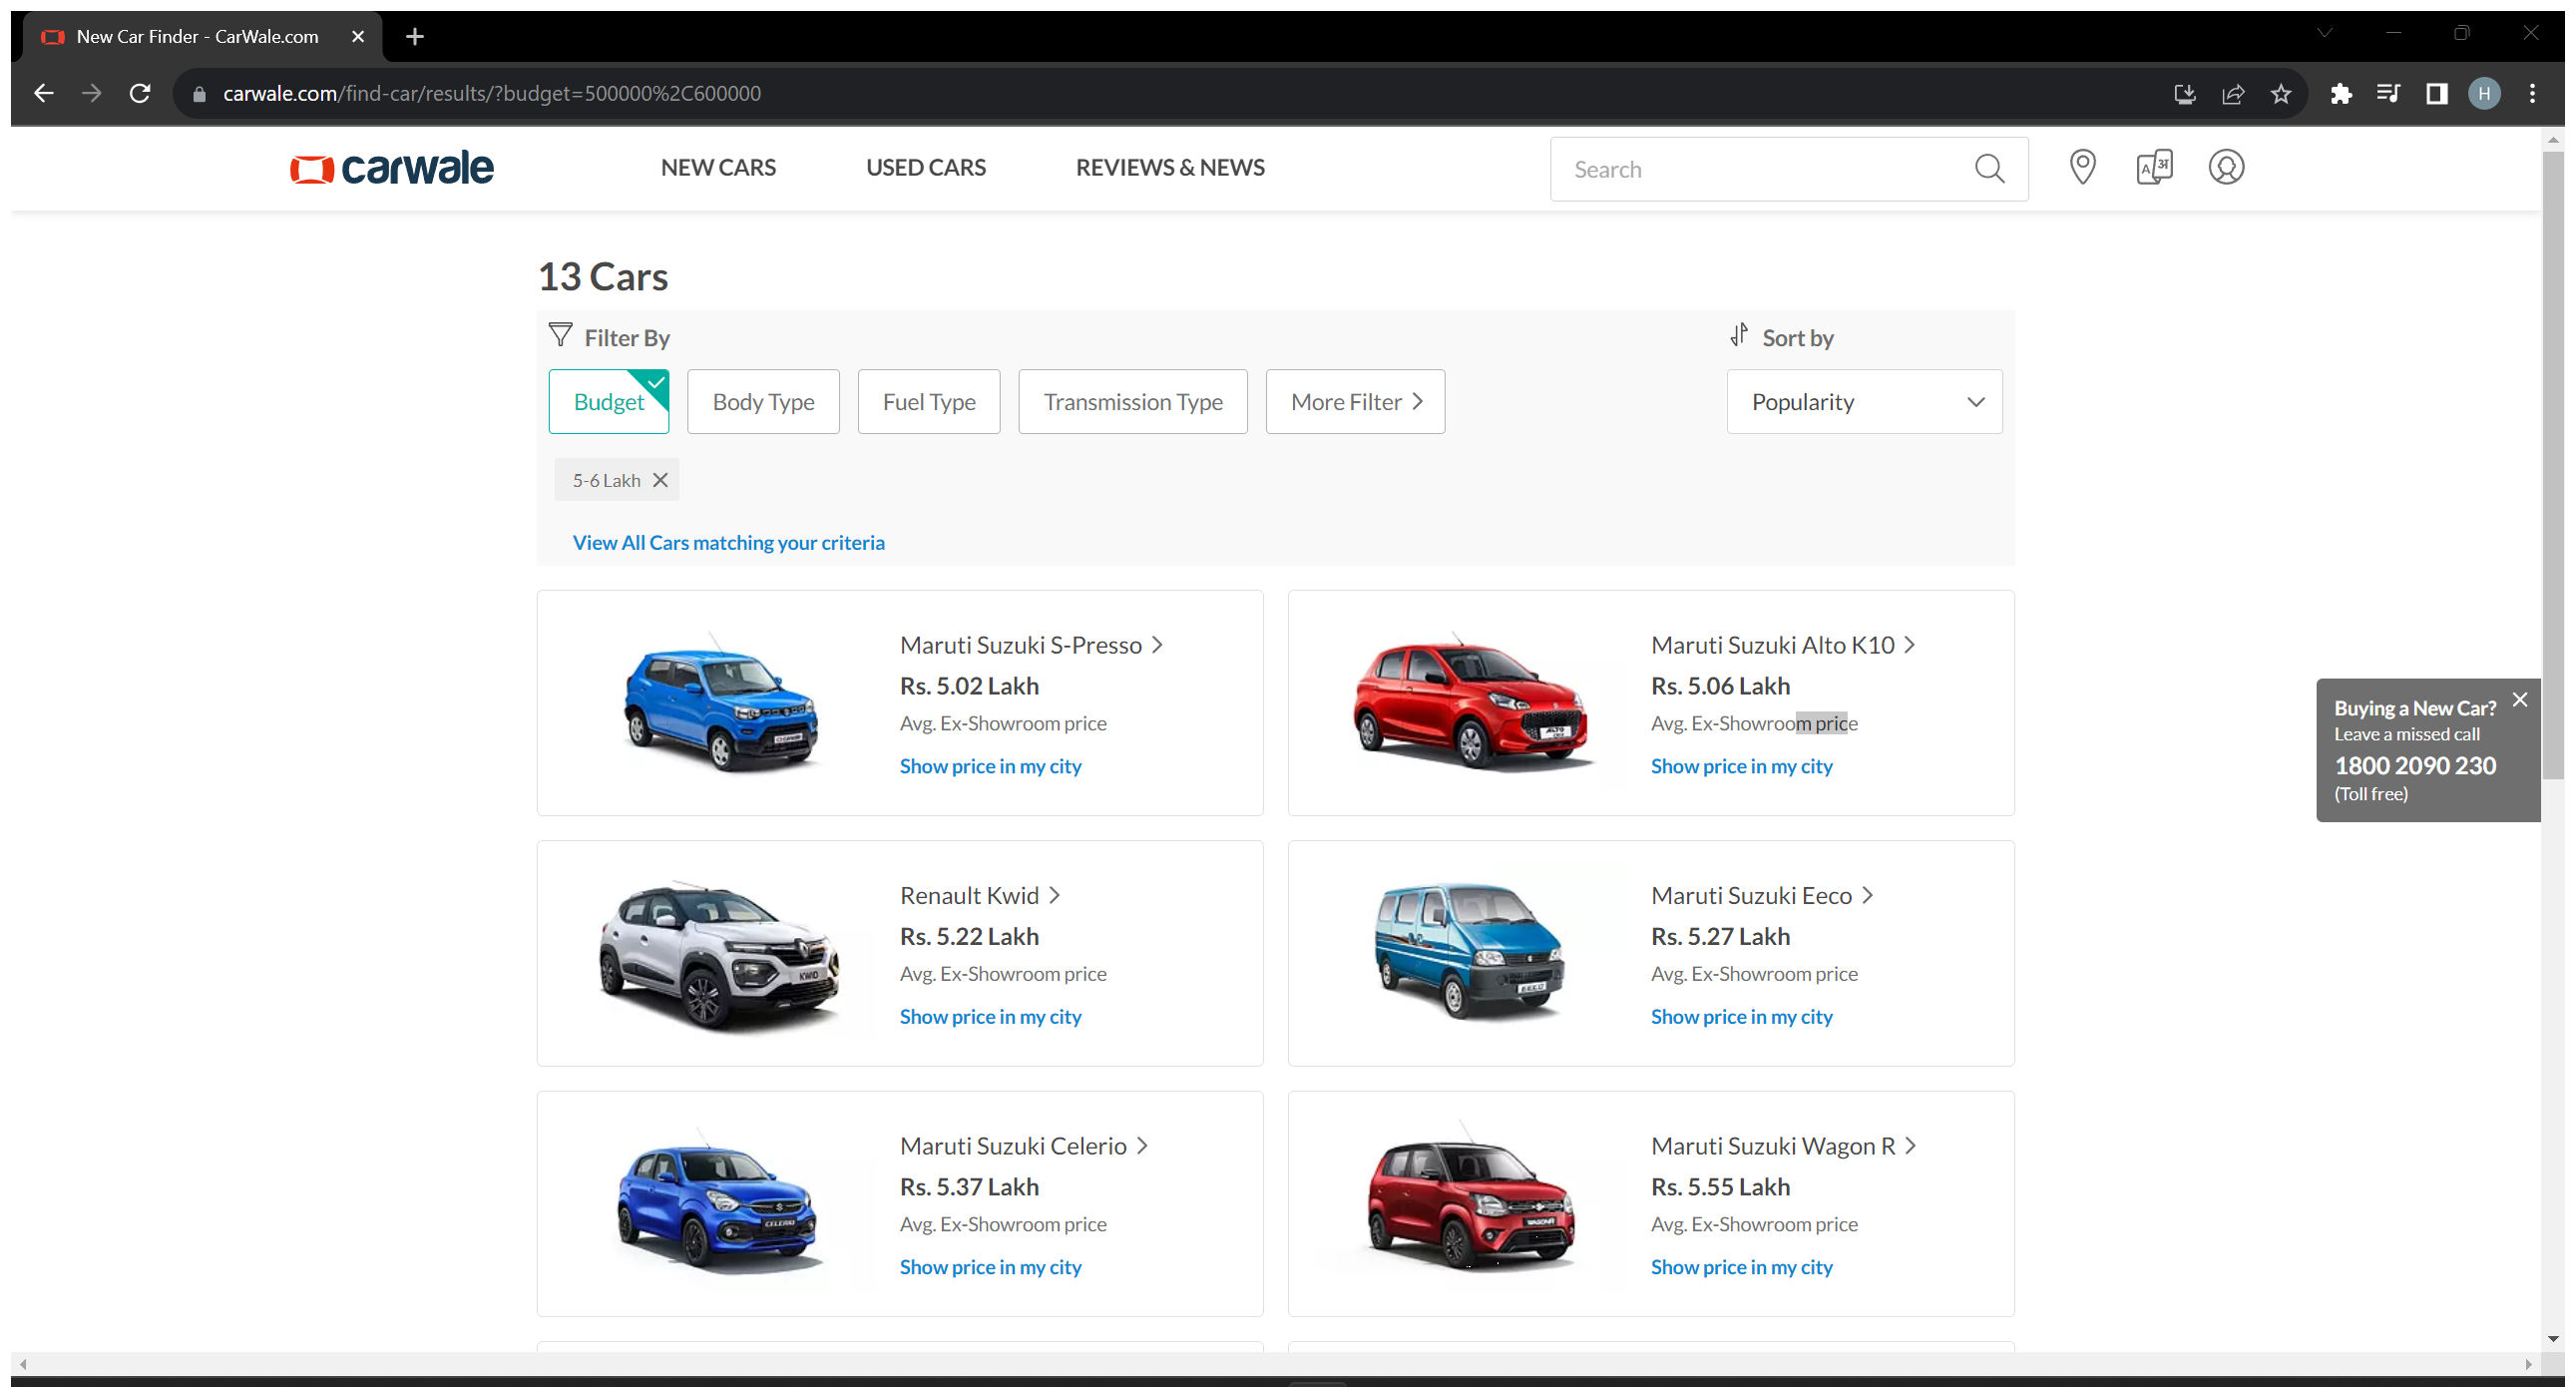 New Car Finder - CarWale.com
carwale.com/find-car/results/?budget=500000%2C600000
H
carwale
NEW CARS
USED CARS
REVIEWS & NEWS
Search
A अ
13 Cars
Filter By
Sort by
Budget
Body Type
Fuel Type
Transmission Type
More Filter
Popularity
5-6 Lakh
View All Cars matching your criteria
Maruti Suzuki S-Presso
Rs. 5.02 Lakh
Avg. Ex-Showroom price
Show price in my city
Maruti Suzuki Alto K10
Rs. 5.06 Lakh
Avg. Ex-Showroom price
Show price in my city
ALTO
Buying a New Car?
Leave a missed call
1800 2090 230
(Toll free)
Renault Kwid
Rs. 5.22 Lakh
Avg. Ex-Showroom price
Show price in my city
KWID
Maruti Suzuki Eeco
Rs. 5.27 Lakh
Avg. Ex-Showroom price
Show price in my city
EECO
Maruti Suzuki Celerio
Rs. 5.37 Lakh
Avg. Ex-Showroom price
Show price in my city
CELERIO
Maruti Suzuki Wagon R
Rs. 5.55 Lakh
Avg. Ex-Showroom price
Show price in my city
WAGONR